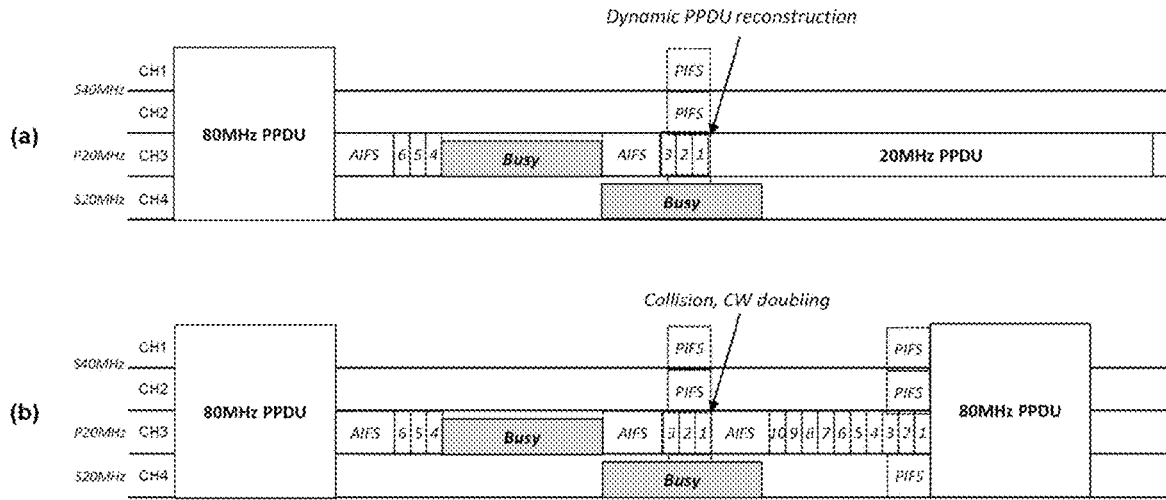 Dynamic PPDU reconstruction
(a)
S40MHz
P20MHz
S20MHz
CH1
CH2
CH3
CH4
80MHz PPDU
AIFS 6 5 4 Busy AIFS 3 2 1 20MHz PPDU
PIFS
PIFS
Busy
Collision, CW doubling
(b)
S40MHz
P20MHz
S20MHz
CH1
CH2
CH3
CH4
80MHz PPDU
PIFS PIFS
PIFS PIFS
AIFS 6 5 4 Busy AIFS 3 2 1 AIFS 10 9 8 7 6 5 4 3 2 1
Busy PIFS
80MHz PPDU